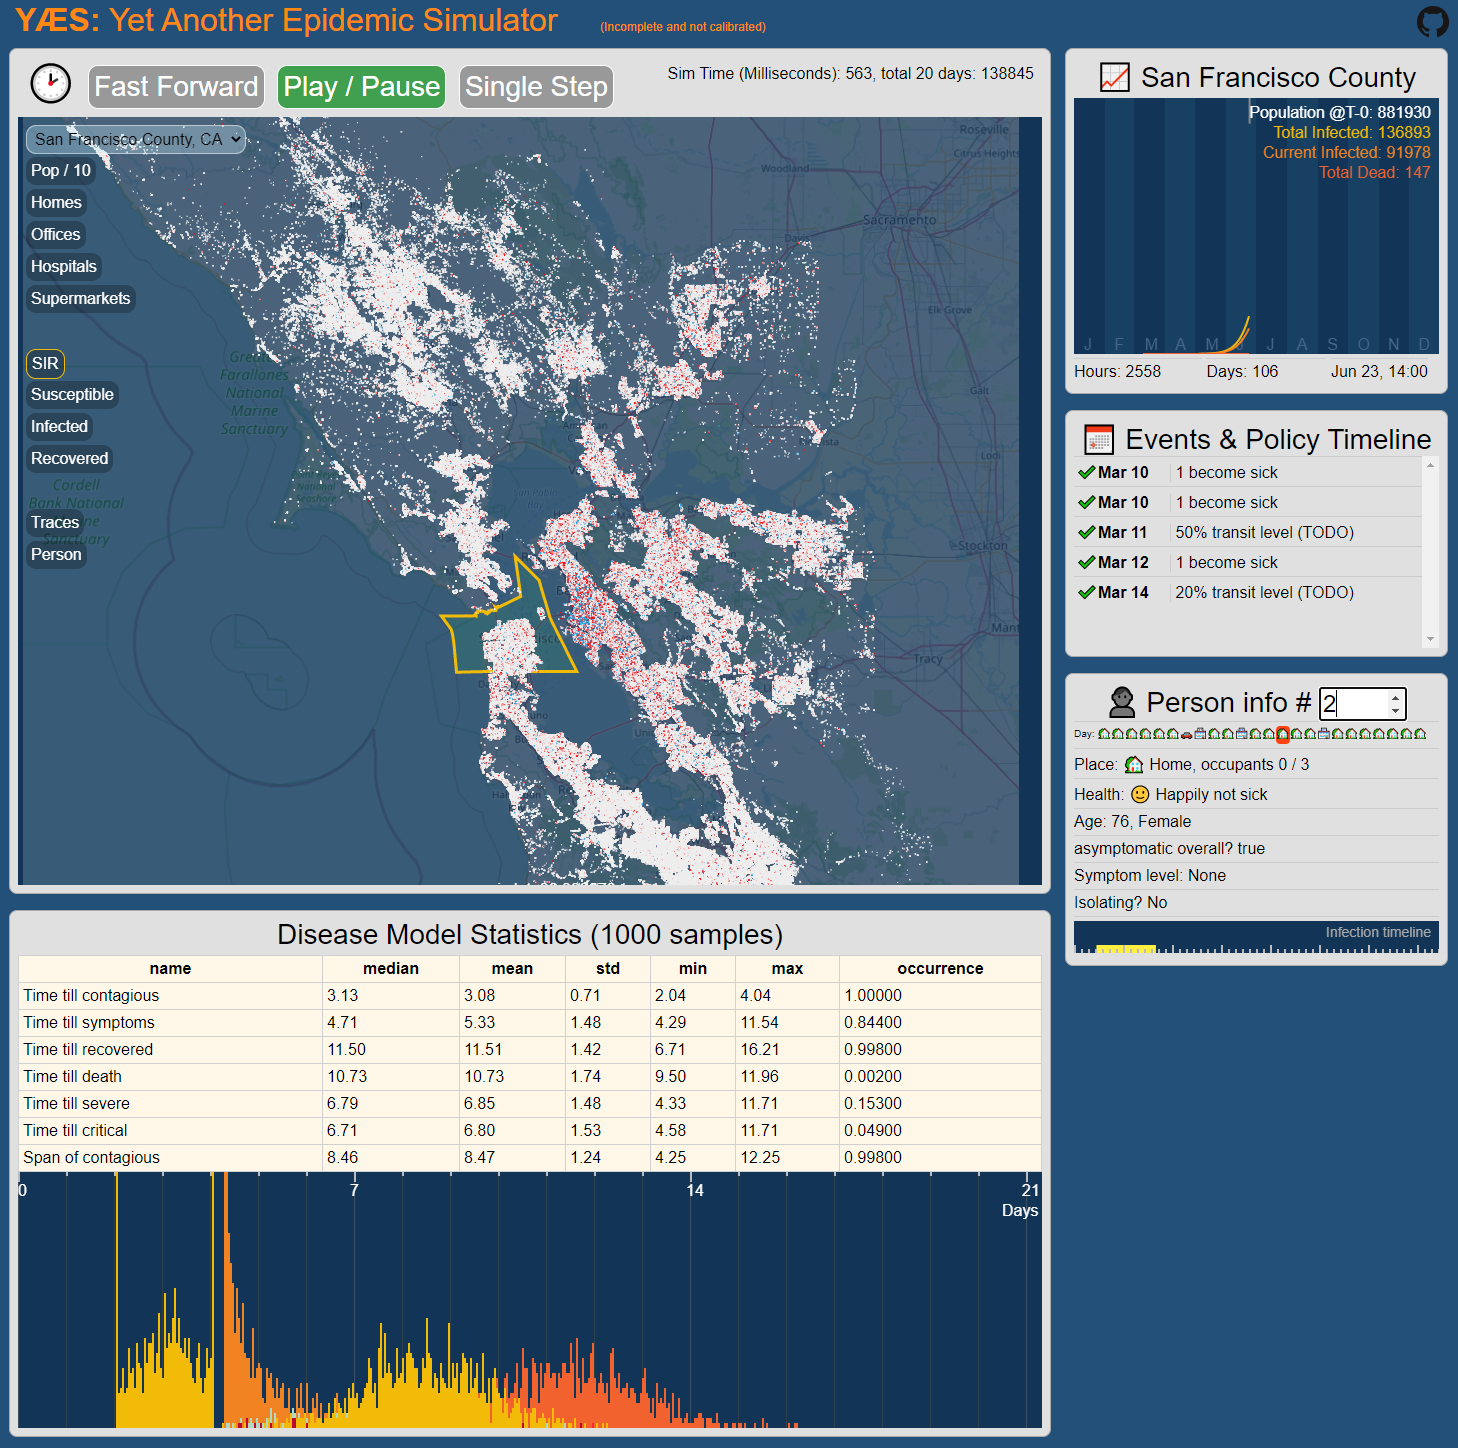 YÆS: Yet Another Epidemic Simulator
(Incomplete and not calibrated)
Fast Forward
Play / Pause
Single Step
Sim Time (Milliseconds): 563, total 20 days: 138845
San Francisco County, CA
Pop / 10
Homes
Offices
Hospitals
Supermarkets
SIR
Susceptible
Infected
Recovered
Traces
Person
Roseville
Citrus Heights
Woodland
Sacramento
Davis
Elk Grove
Galt
Lodi
Stockton
Tracy
Farallones
National
Marine
Sanctuary
Cordell
Bank National
Sanctuary
San Francisco County
Population @T-0: 881930
Total Infected: 136893
Current Infected: 91978
Total Dead: 147
J F M A M J J A S O N D
Hours: 2558
Days: 106
Jun 23, 14:00
Events & Policy Timeline
Mar 10 1 become sick
Mar 10 1 become sick
Mar 11 50% transit level (TODO)
Mar 12 1 become sick
Mar 14 20% transit level (TODO)
Person info # 2
Day:
Place: Home, occupants 0 / 3
Health: Happily not sick
Age: 76, Female
asymptomatic overall? true
Symptom level: None
Isolating? No
Infection timeline
Disease Model Statistics (1000 samples)
name median mean std min max occurrence
Time till contagious 3.13 3.08 0.71 2.04 4.04 1.00000
Time till symptoms 4.71 5.33 1.48 4.29 11.54 0.84400
Time till recovered 11.50 11.51 1.42 6.71 16.21 0.99800
Time till death 10.73 10.73 1.74 9.50 11.96 0.00200
Time till severe 6.79 6.85 1.48 4.33 11.71 0.15300
Time till critical 6.71 6.80 1.53 4.58 11.71 0.04900
Span of contagious 8.46 8.47 1.24 4.25 12.25 0.99800
0 7 14 21
Days